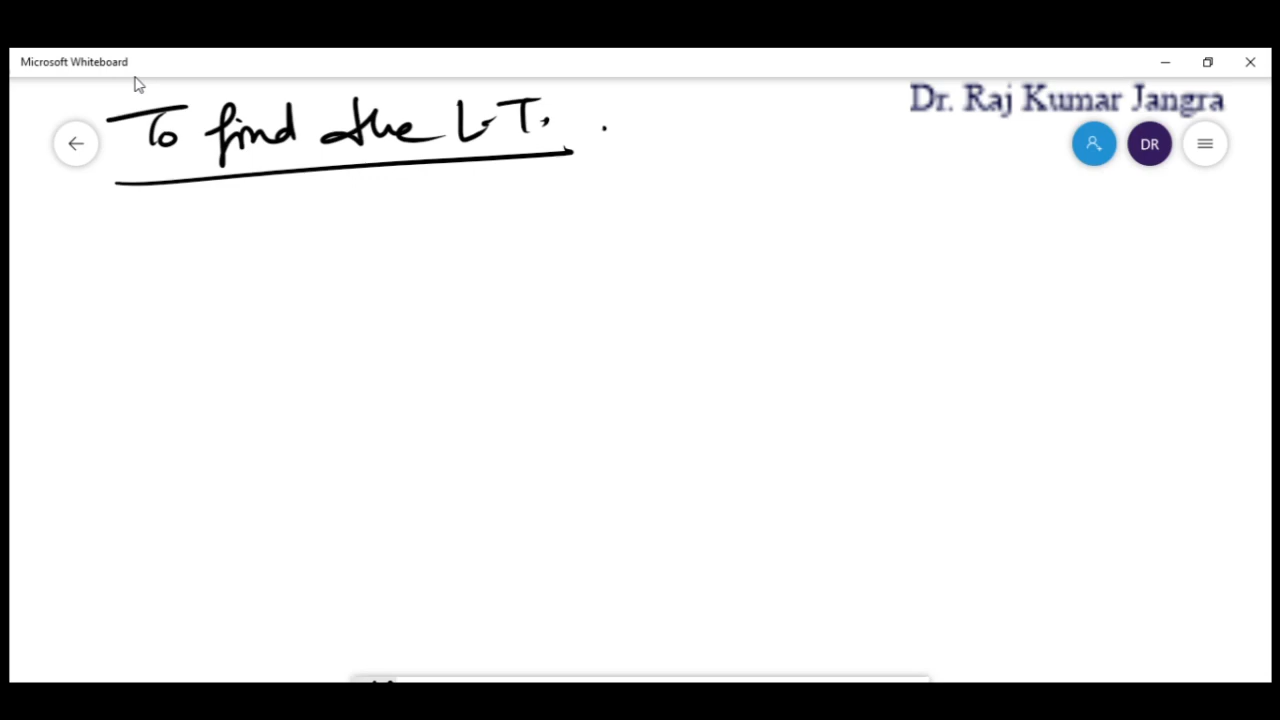 Microsoft Whiteboard
Dr. Raj Kumar Jangra
To find the L.T.
DR